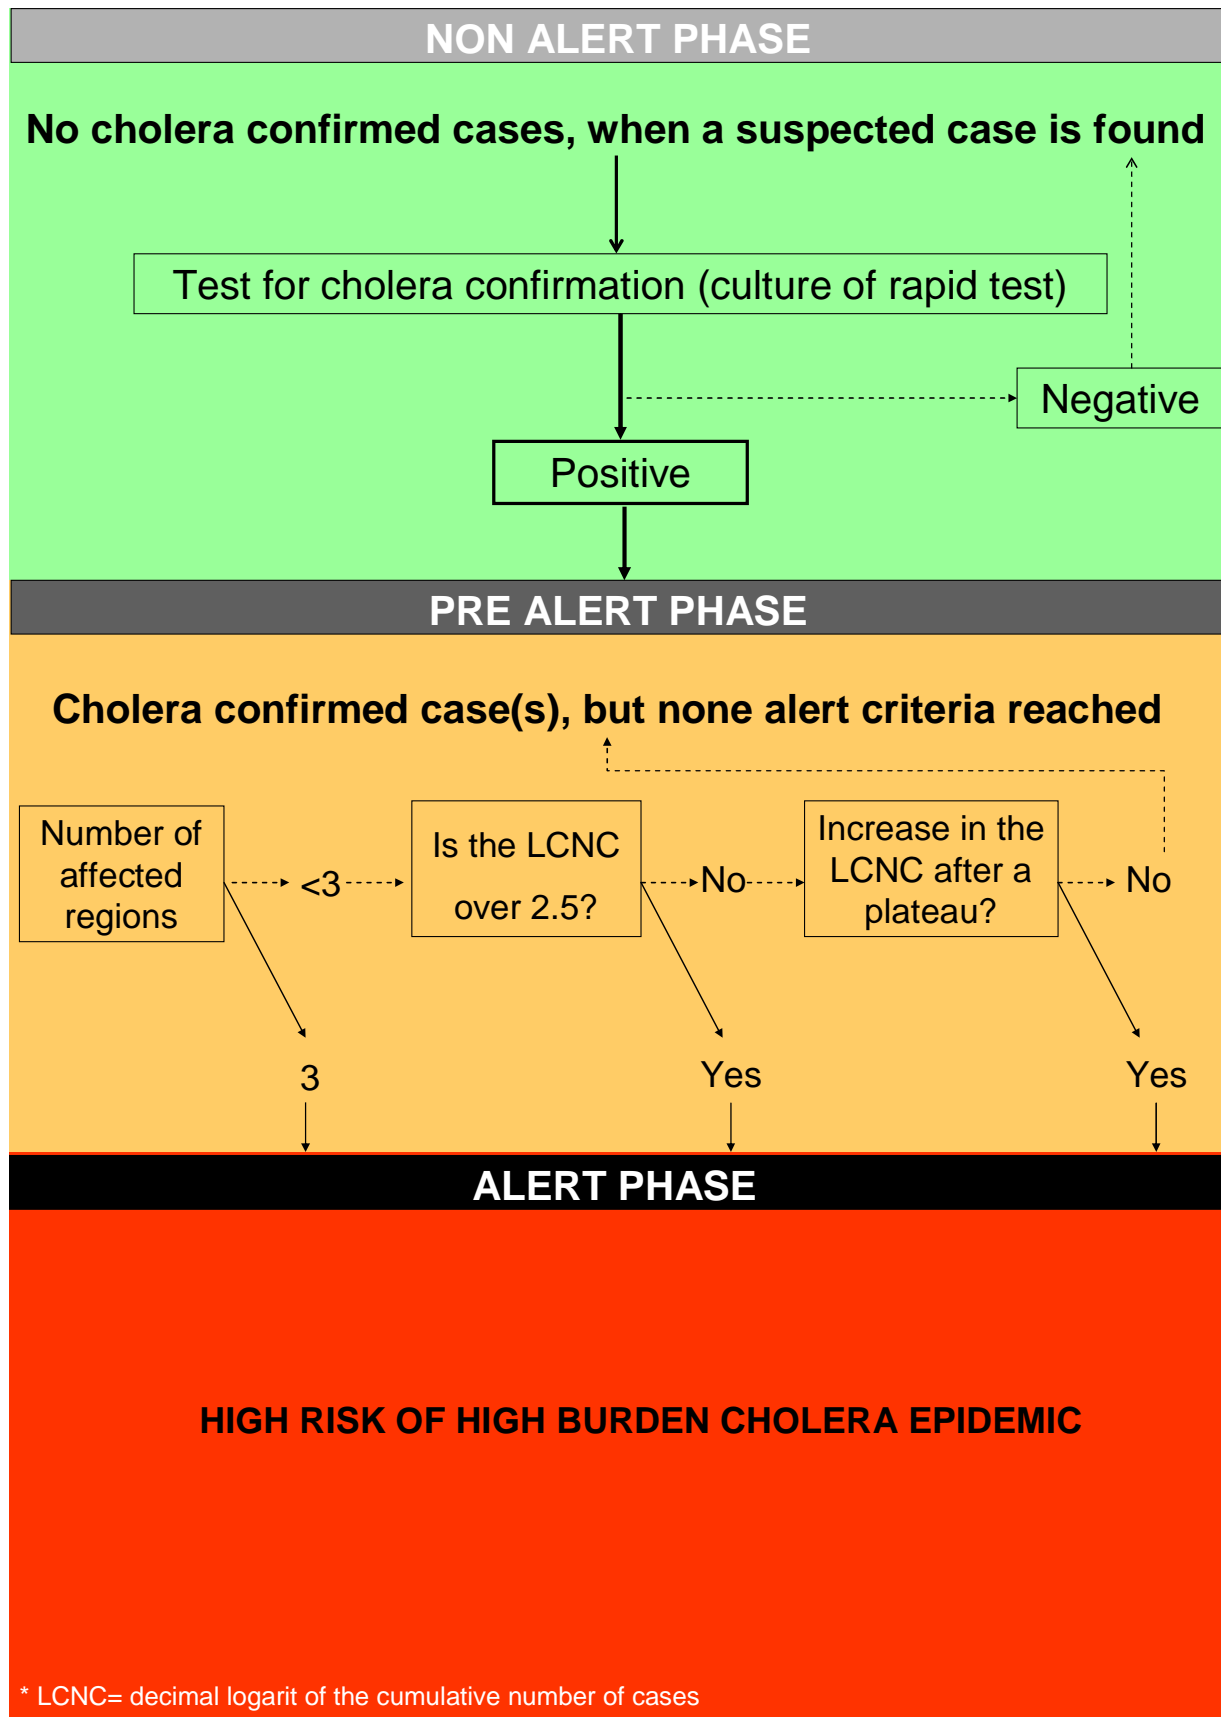 NON ALERT PHASE
No cholera confirmed cases, when a suspected case is found
Test for cholera confirmation (culture of rapid test)
Negative
Positive
PRE ALERT PHASE
Cholera confirmed case(s), but none alert criteria reached
Number of
affected
regions
<3
Is the LCNC
over 2.5?
No
Increase in the
LCNC after a
plateau?
No
3
Yes
Yes
ALERT PHASE
HIGH RISK OF HIGH BURDEN CHOLERA EPIDEMIC
* LCNC= decimal logarit of the cumulative number of cases